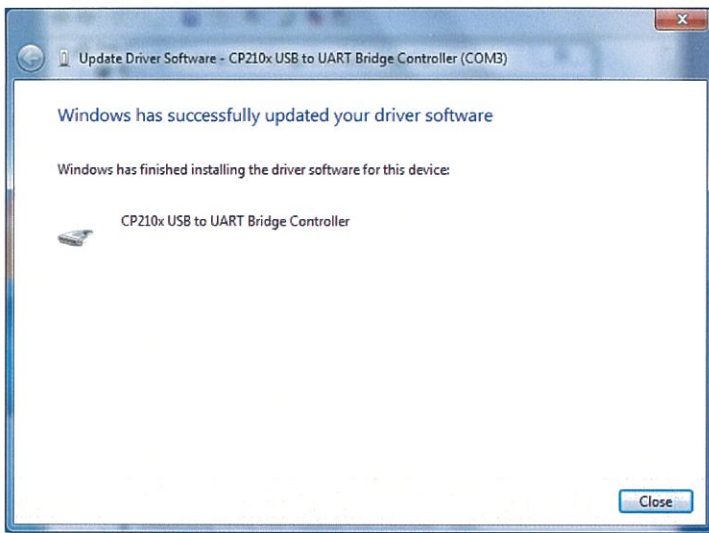 Update Driver Software - CP210x USB to UART Bridge Controller (COM3)
Windows has successfully updated your driver software
Windows has finished installing the driver software for this device:
CP210x USB to UART Bridge Controller
Close